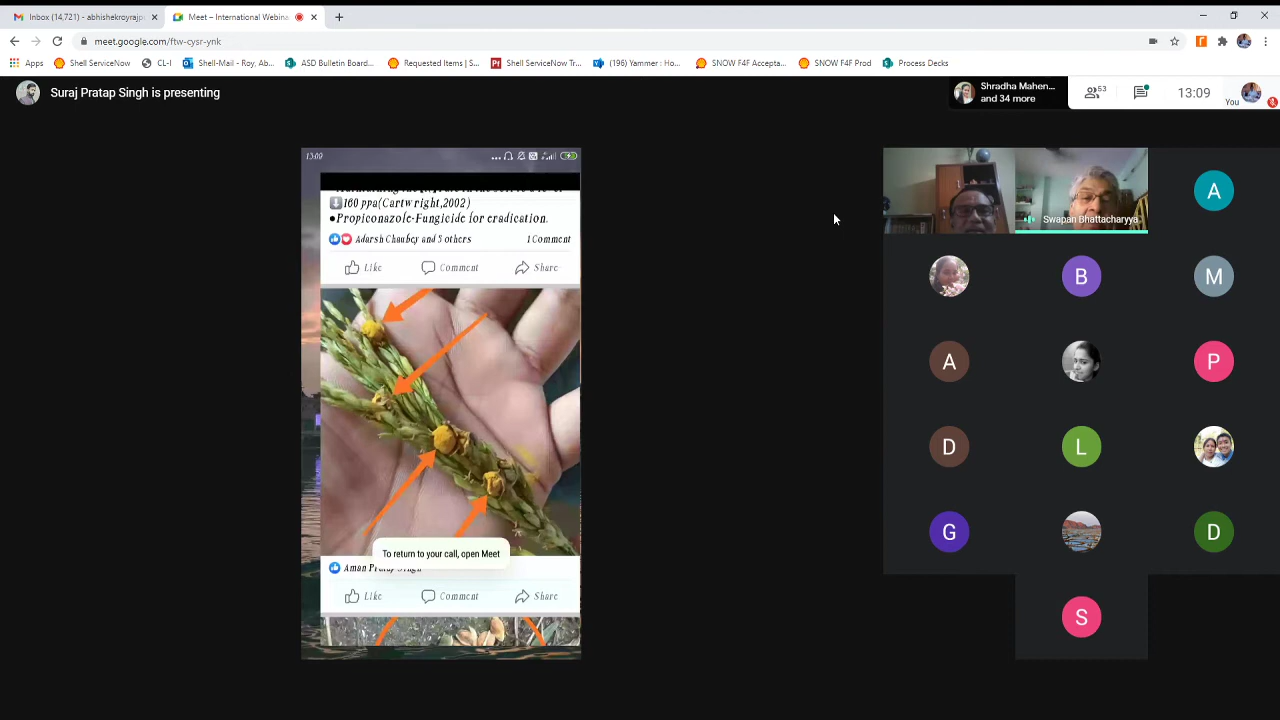 Inbox (14,721) - abhishekroyrajp
Meet – International Webina
meet.google.com/ftw-cysr-ynk
Apps
Shell ServiceNow
CL-I
Shell-Mail - Roy, Ab...
ASD Bulletin Board...
Requested Items | S...
Shell ServiceNow Tr...
(196) Yammer : Ho...
SNOW F4F Accepta...
SNOW F4F Prod
Process Decks
Suraj Pratap Singh is presenting
Shradha Mahen...
and 34 more
53
13:09
You
13:09
160 ppa(Cartwright,2002)
●Propiconazole-Fungicide for eradication.
Adarsh Chaubey and 5 others
1 Comment
Like
Comment
Share
To return to your call, open Meet
Aman Pratap Singh
Like
Comment
Share
Swapan Bhattacharyya
A
B
M
A
P
D
L
G
D
S